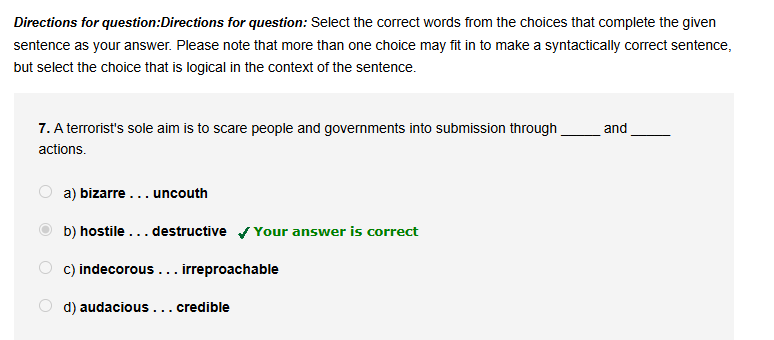 Directions for question:Directions for question: Select the correct words from the choices that complete the given
sentence as your answer. Please note that more than one choice may fit in to make a syntactically correct sentence,
but select the choice that is logical in the context of the sentence.
7. A terrorist's sole aim is to scare people and governments into submission through _____ and _____
actions.
a) bizarre . . . uncouth
b) hostile . . . destructive ✓ Your answer is correct
c) indecorous . . . irreproachable
d) audacious . . . credible